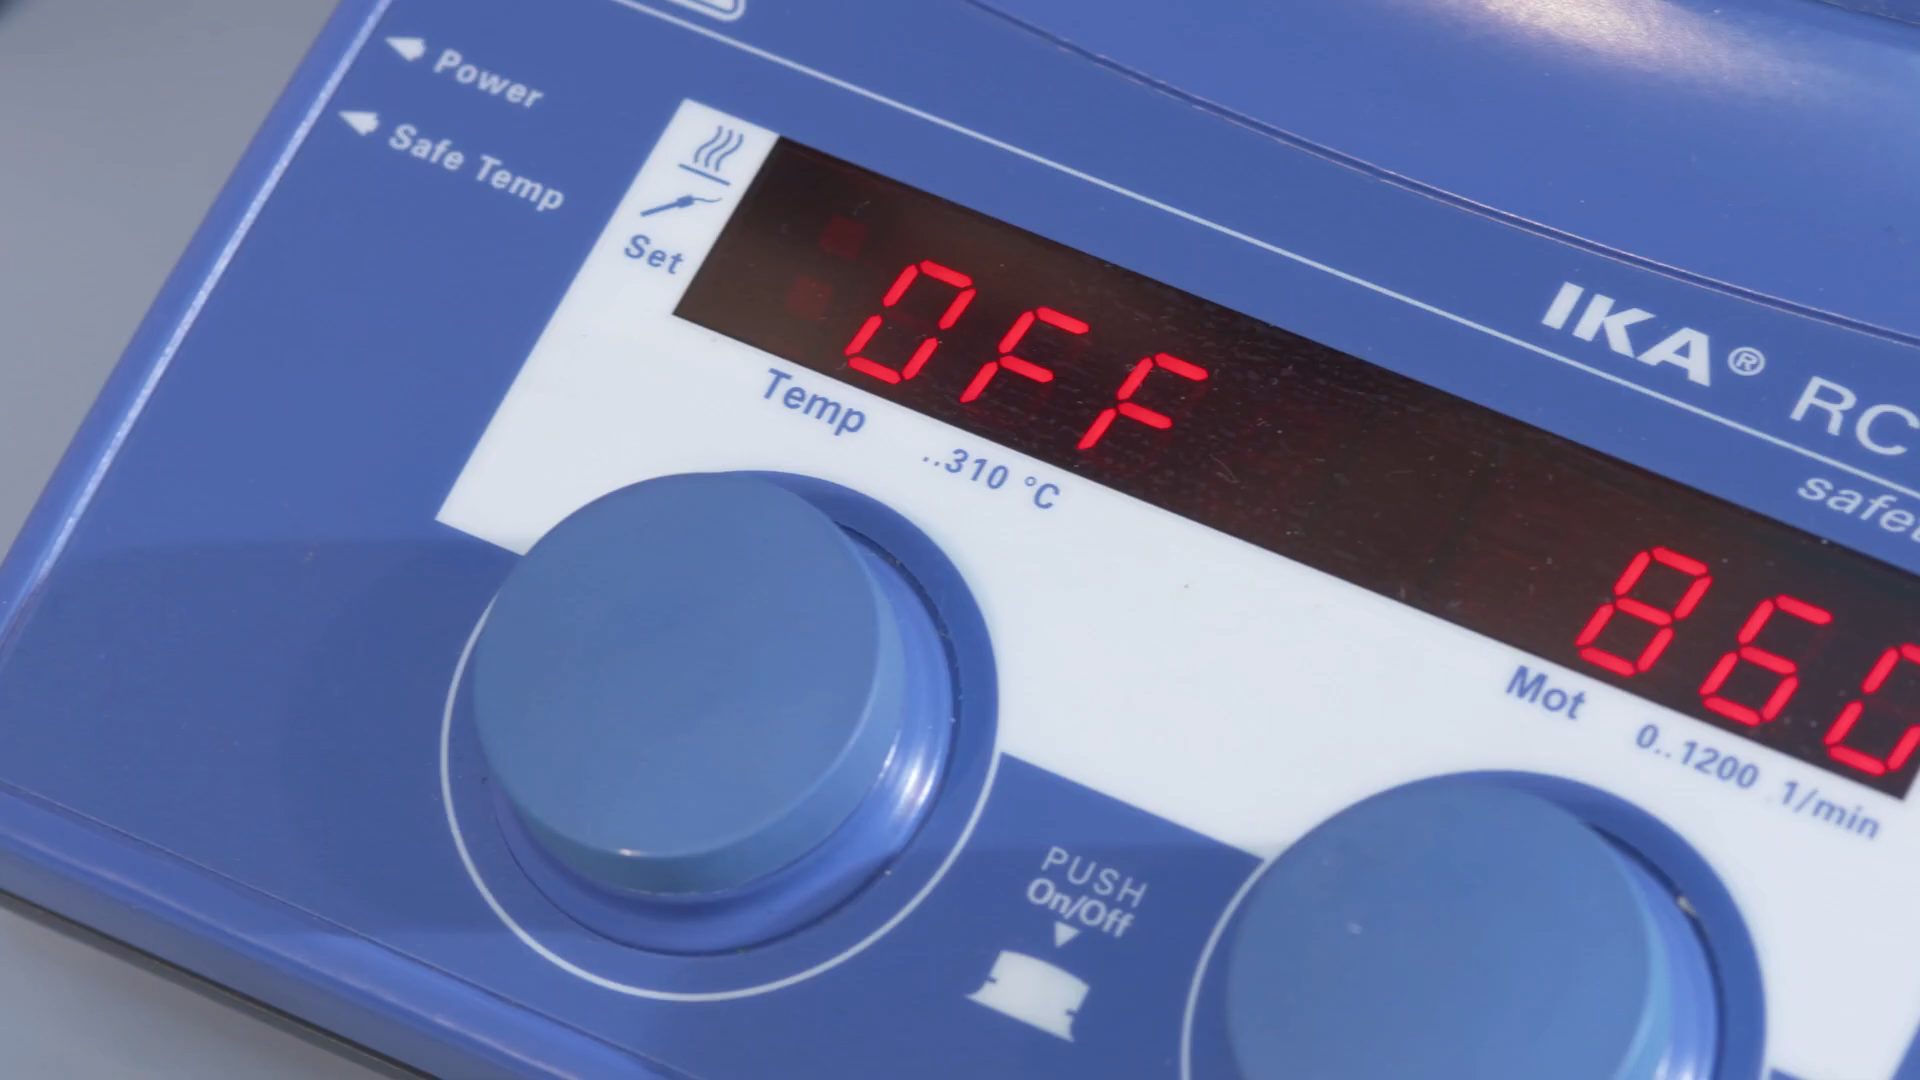 Power
Safe Temp
Set
OFF
IKA® RC
safe
Temp
..310 °C
860
Mot
0..1200 1/min
PUSH
On/Off